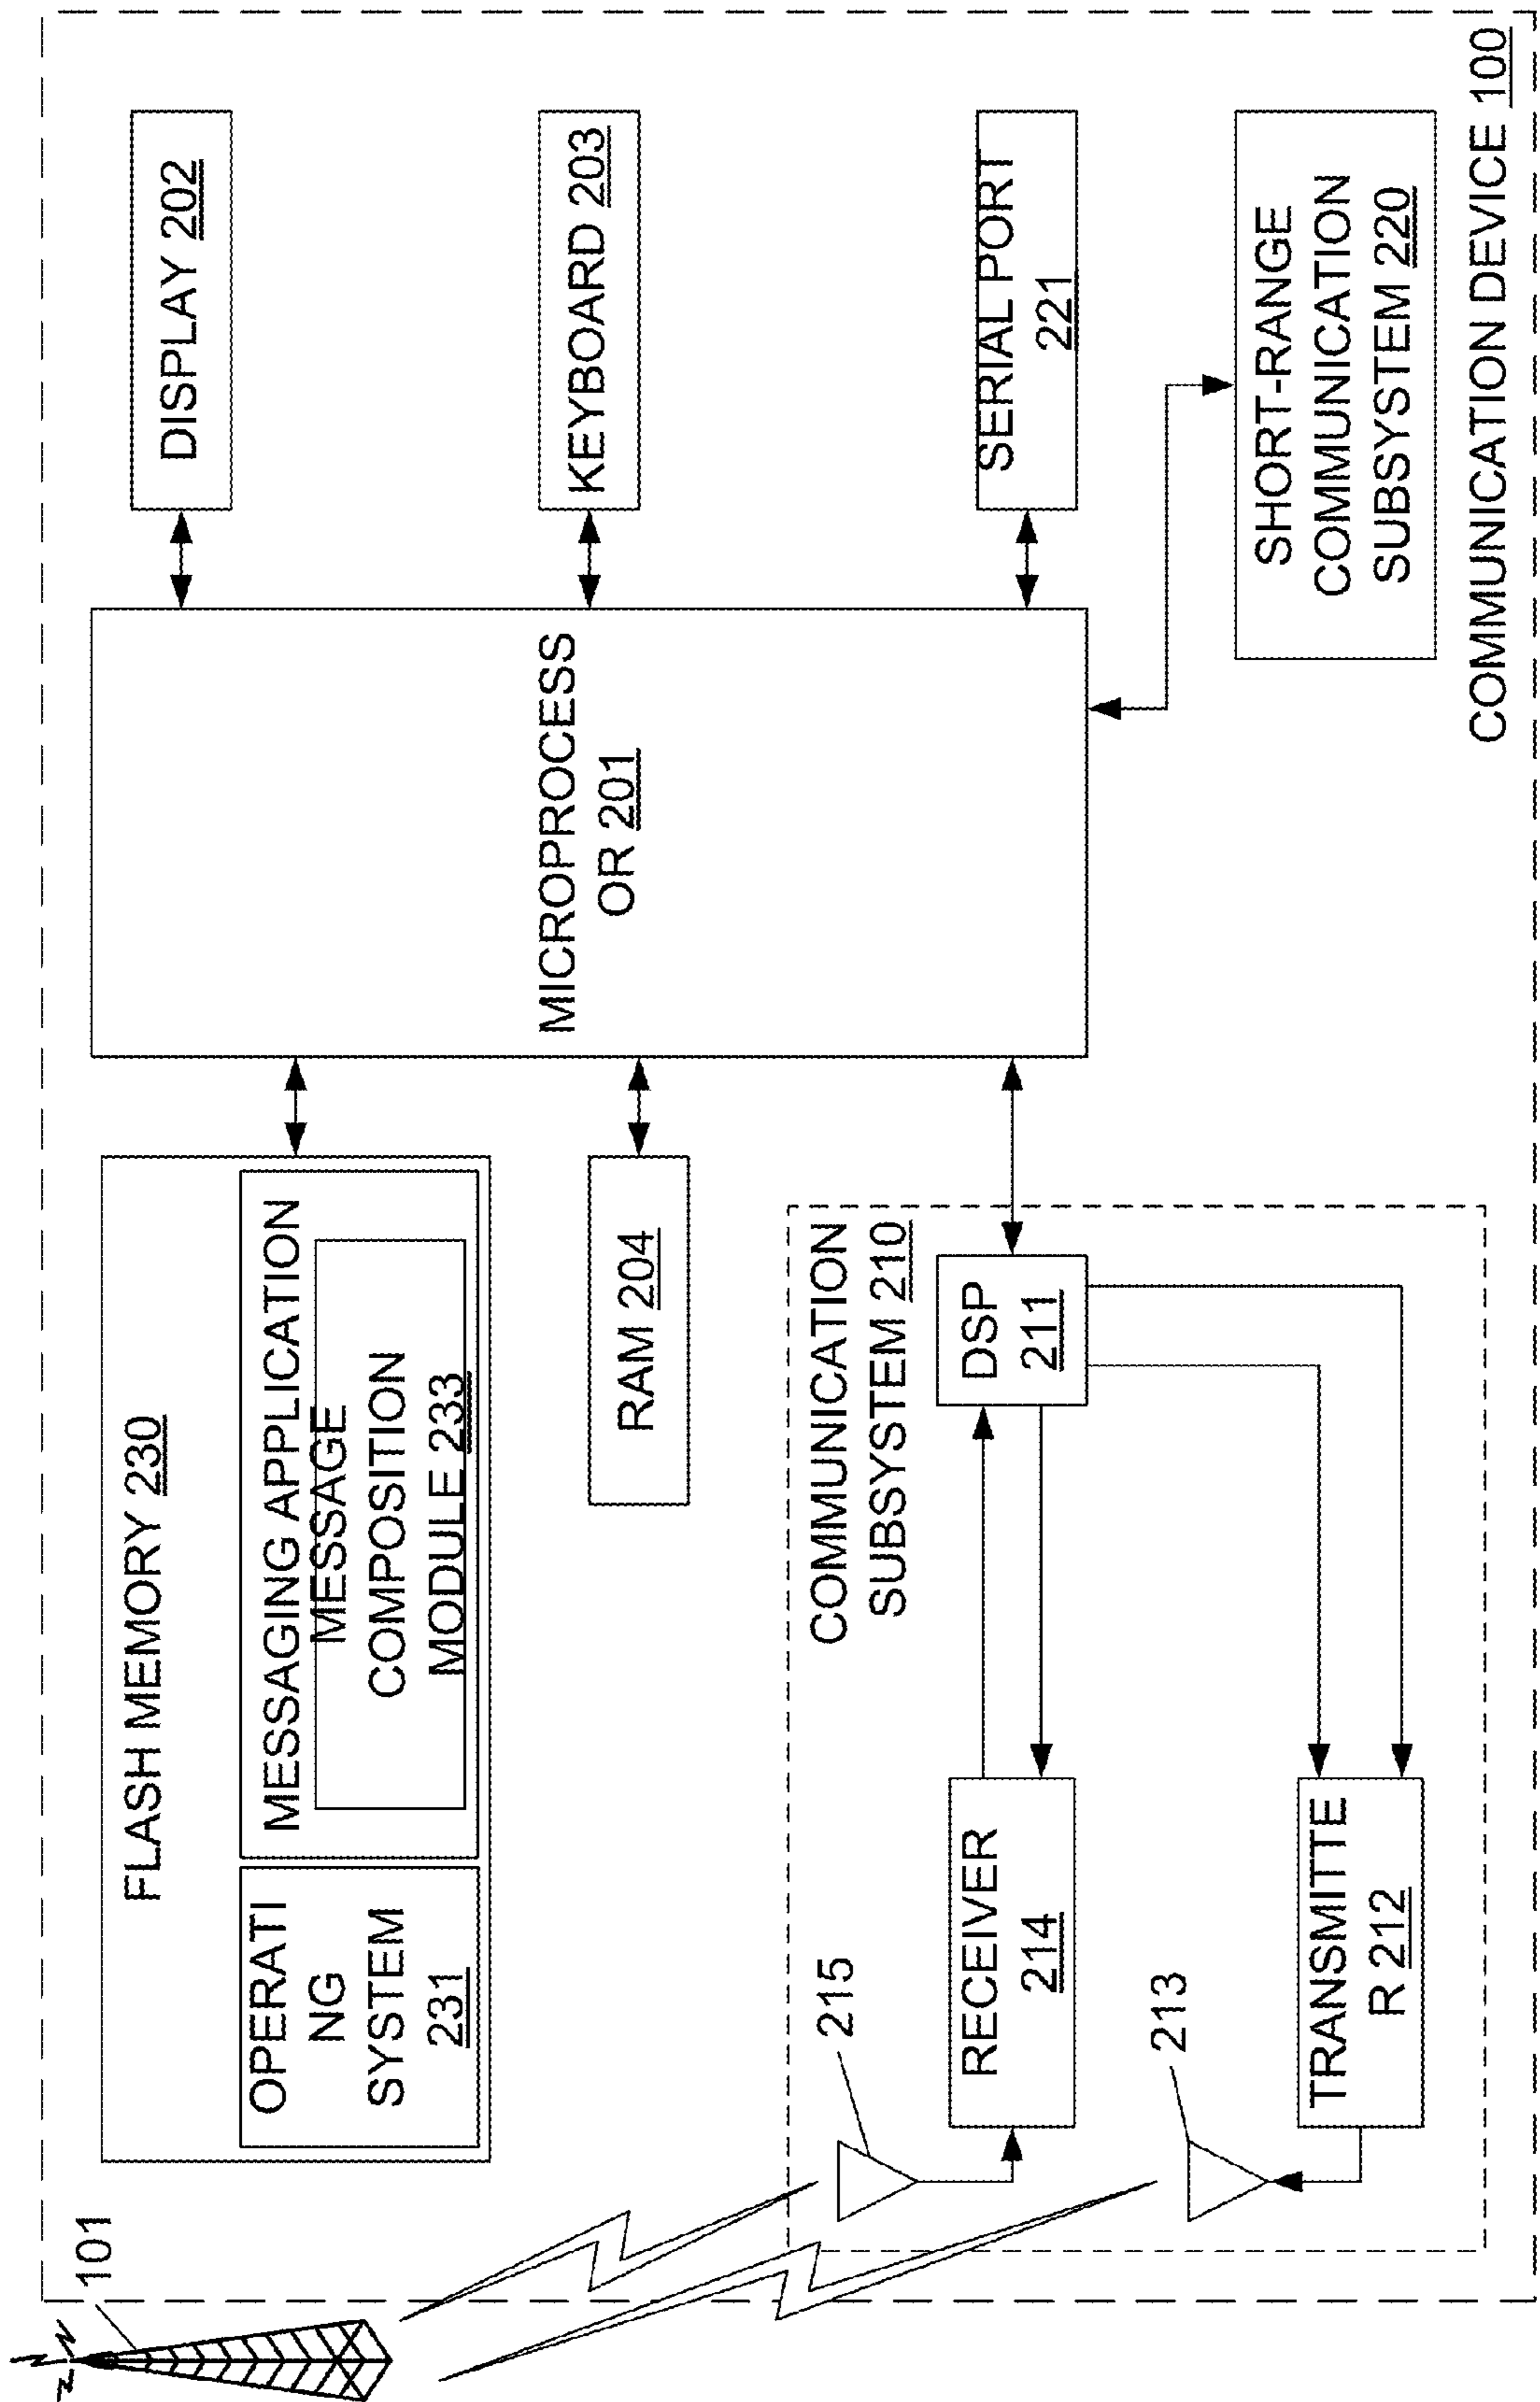 101
FLASH MEMORY 230
OPERATI
NG
SYSTEM
231
MESSAGING APPLICATION
MESSAGE
COMPOSITION
MODULE 233
RAM 204
MICROPROCESS
OR 201
DISPLAY 202
KEYBOARD 203
SERIAL PORT
221
SHORT-RANGE
COMMUNICATION
SUBSYSTEM 220
COMMUNICATION
SUBSYSTEM 210
DSP
211
215
RECEIVER
214
213
TRANSMITTE
R 212
COMMUNICATION DEVICE 100